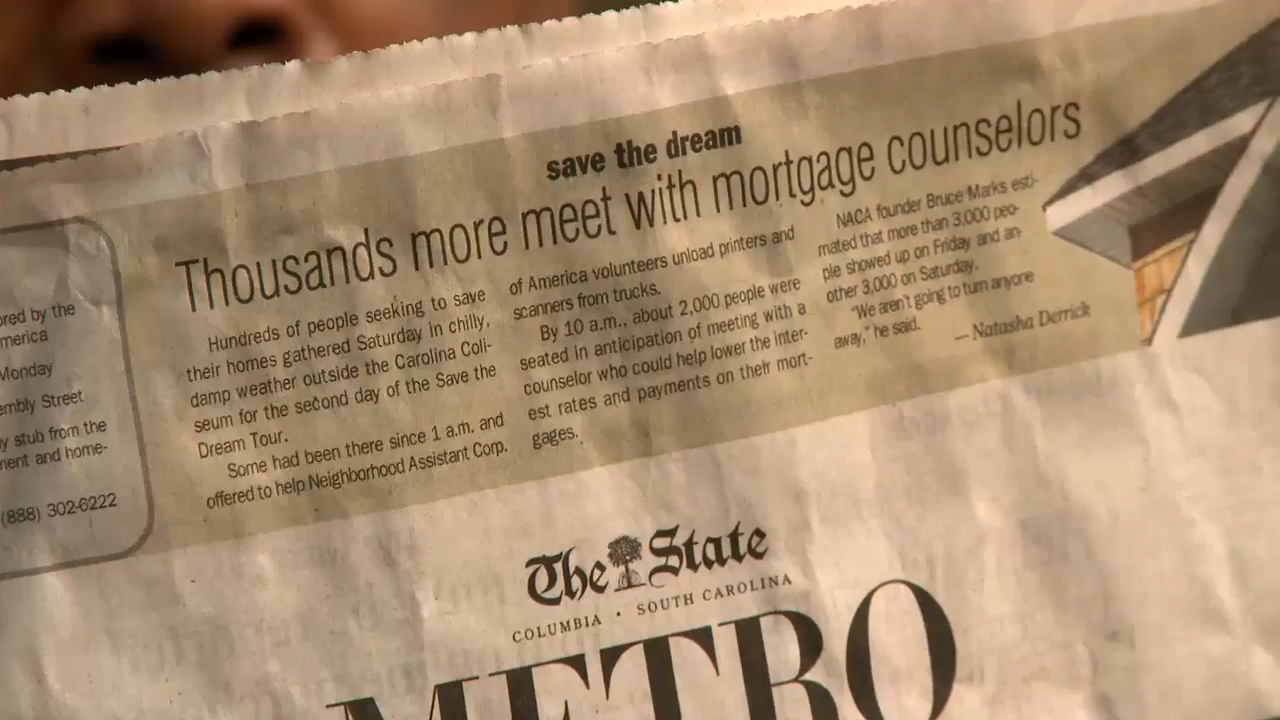 save the dream
Thousands more meet with mortgage counselors
Hundreds of people seeking to save
their homes gathered Saturday in chilly,
damp weather outside the Carolina Coli-
seum for the second day of the Save the
Dream Tour.
Some had been there since 1 a.m. and
offered to help Neighborhood Assistant Corp.
of America volunteers unload printers and
scanners from trucks.
By 10 a.m., about 2,000 people were
seated in anticipation of meeting with a
counselor who could help lower the inter-
est rates and payments on their mort-
gages.
NACA founder Bruce Marks esti-
mated that more than 3,000 peo-
ple showed up on Friday and an-
other 3,000 on Saturday.
"We aren't going to turn anyone
away," he said.
— Natasha Derrick
ored by the
merica
Monday
embly Street
y stub from the
ment and home-
(888) 302-6222
The State
COLUMBIA • SOUTH CAROLINA
METRO